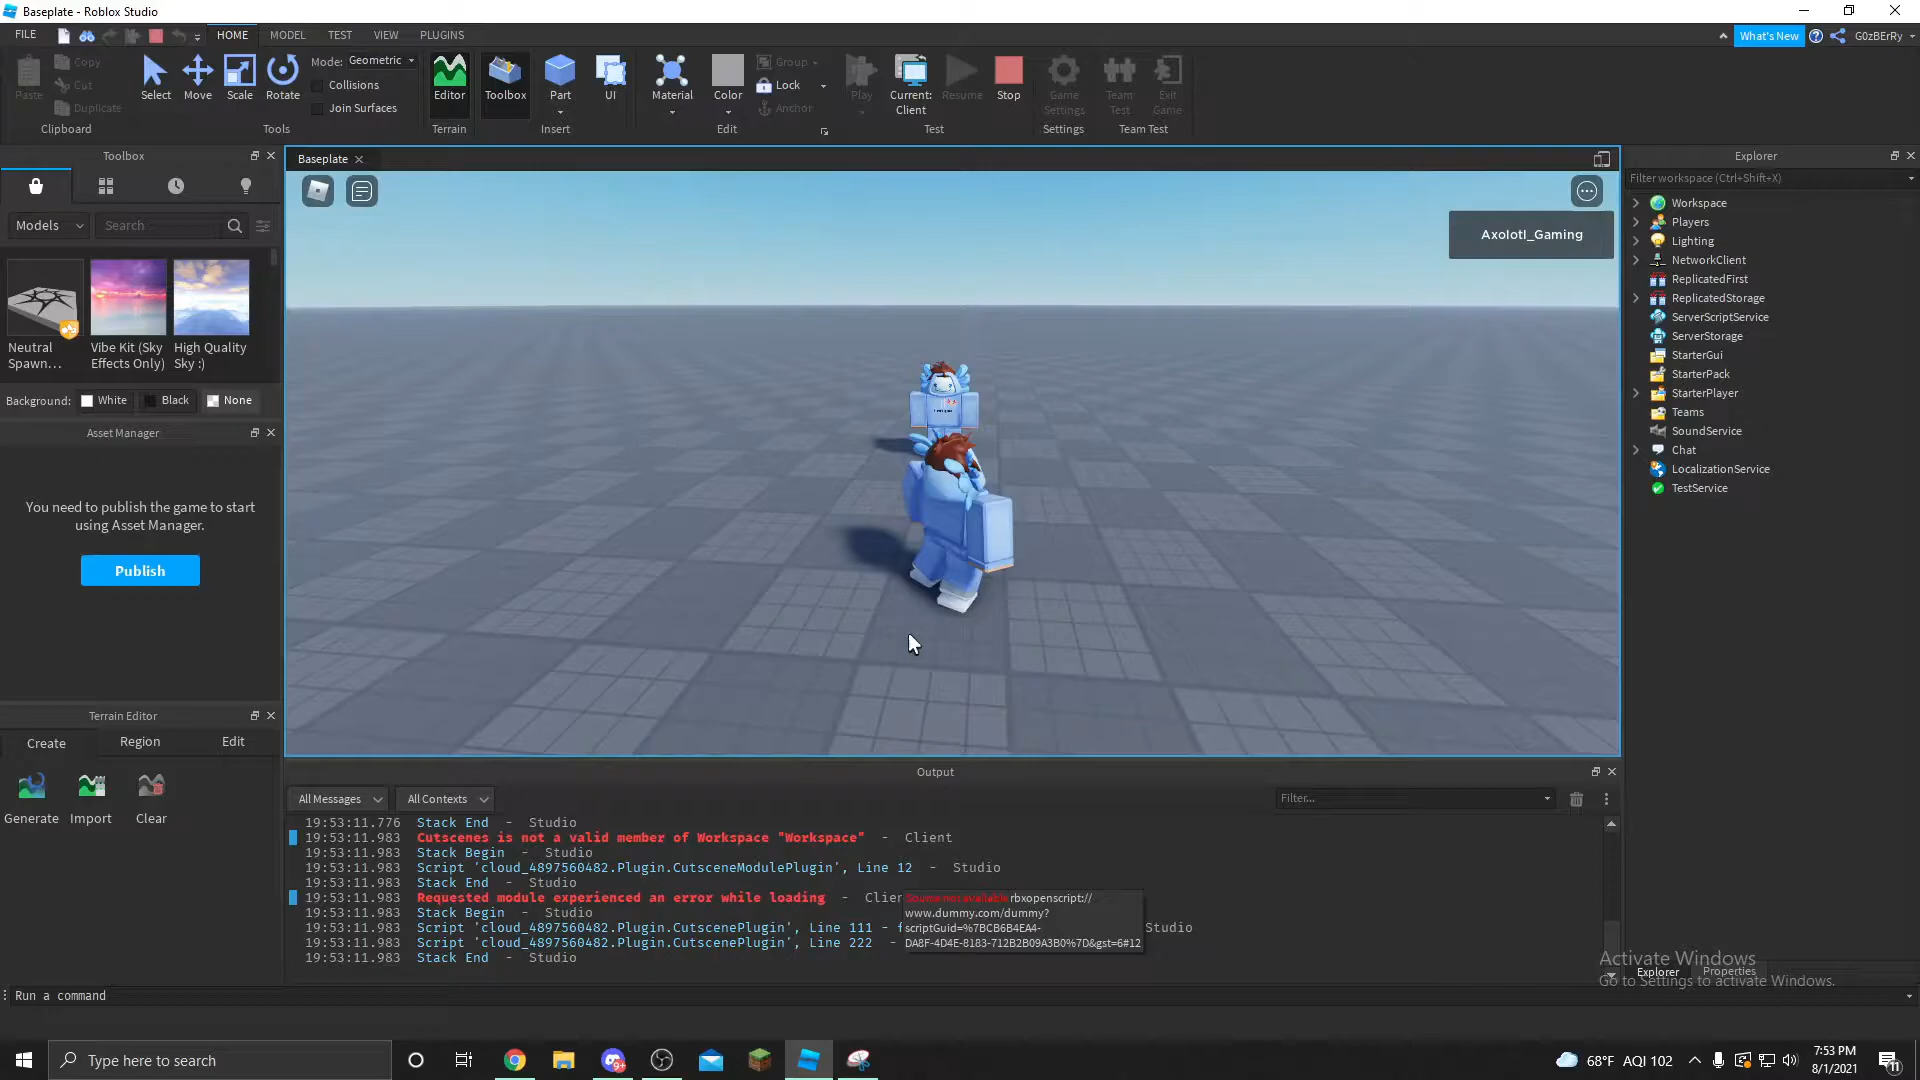 Baseplate - Roblox Studio
FILE HOME MODEL TEST VIEW PLUGINS What's New G0zBERry
Copy
Cut
Duplicate
Paste
Clipboard
Select Move Scale Rotate
Mode: Geometric
Collisions
Join Surfaces
Tools
Editor
Terrain
Toolbox Part UI
Insert
Material Color
Group
Lock
Anchor
Edit
Play Current: Client Resume Stop
Test
Game Settings
Settings
Team Test Exit Game
Team Test
Toolbox
Models Search
Neutral Spawn...
Vibe Kit (Sky Effects Only)
High Quality Sky :)
Background: White Black None
Asset Manager
You need to publish the game to start
using Asset Manager.
Publish
Terrain Editor
Create Region Edit
Generate Import Clear
Baseplate
Axolotl_Gaming
Output
All Messages All Contexts Filter...
19:53:11.776 Stack End - Studio
19:53:11.983 Cutscenes is not a valid member of Workspace "Workspace" - Client
19:53:11.983 Stack Begin - Studio
19:53:11.983 Script 'cloud_4897560482.Plugin.CutsceneModulePlugin', Line 12 - Studio
19:53:11.983 Stack End - Studio
19:53:11.983 Requested module experienced an error while loading - Clier
19:53:11.983 Stack Begin - Studio
19:53:11.983 Script 'cloud_4897560482.Plugin.CutscenePlugin', Line 111 - f Studio
19:53:11.983 Script 'cloud_4897560482.Plugin.CutscenePlugin', Line 222 -
19:53:11.983 Stack End - Studio
Source not available rbxopenscript://
www.dummy.com/dummy?
scriptGuid=%7BCB6B4EA4-
DA8F-4D4E-8183-712B2B09A3B0%7D&gst=6#12
Explorer
Filter workspace (Ctrl+Shift+X)
Workspace
Players
Lighting
NetworkClient
ReplicatedFirst
ReplicatedStorage
ServerScriptService
ServerStorage
StarterGui
StarterPack
StarterPlayer
Teams
SoundService
Chat
LocalizationService
TestService
Activate Windows
Go to Settings to activate Windows.
Explorer Properties
Run a command
Type here to search
9+
68°F AQI 102
7:53 PM
8/1/2021
11